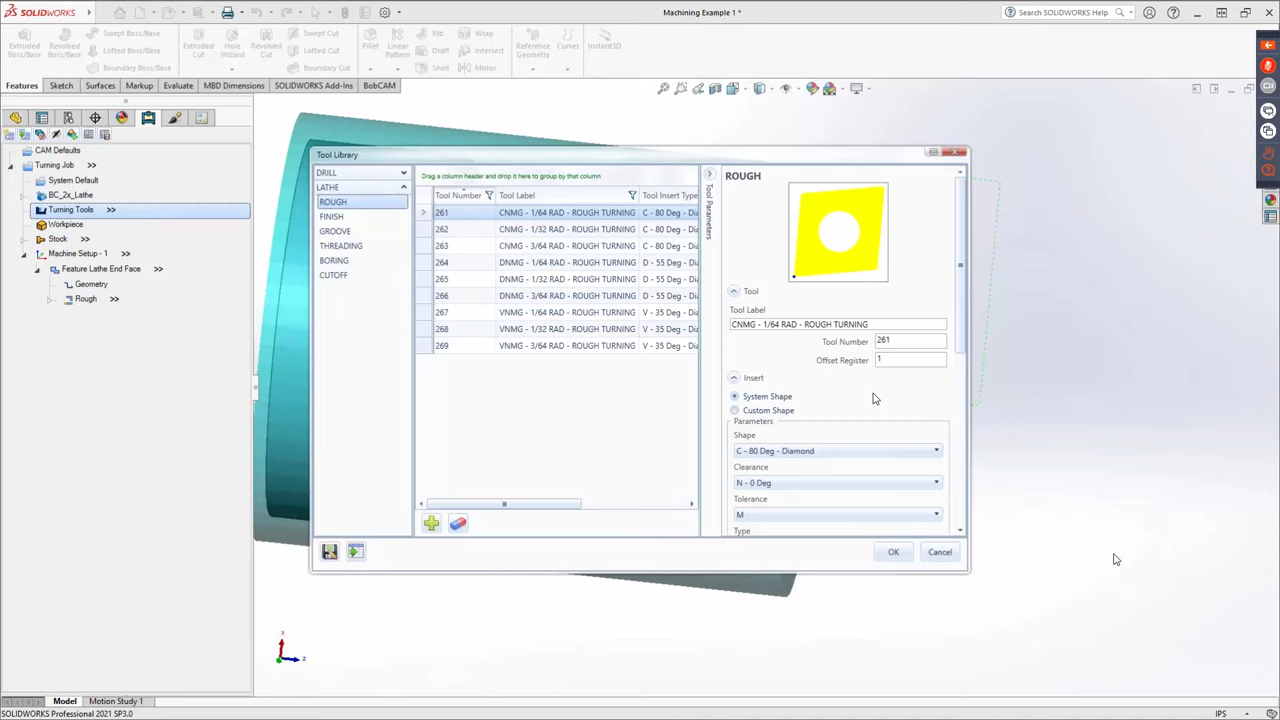 SOLIDWORKS
Machining Example 1 *
Search SOLIDWORKS Help
Extruded Boss/Base
Revolved Boss/Base
Swept Boss/Base
Lofted Boss/Base
Boundary Boss/Base
Extruded Cut
Hole Wizard
Revolved Cut
Swept Cut
Lofted Cut
Boundary Cut
Fillet
Linear Pattern
Rib
Draft
Shell
Wrap
Intersect
Mirror
Reference Geometry
Curves
Instant3D
Features Sketch Surfaces Markup Evaluate MBD Dimensions SOLIDWORKS Add-Ins BobCAM
CAM Defaults
Turning Job >>
System Default
BC_2x_Lathe
Turning Tools >>
Workpiece
Stock >>
Machine Setup - 1 >>
Feature Lathe End Face >>
Geometry
Rough >>
Tool Library
DRILL
LATHE
ROUGH
FINISH
GROOVE
THREADING
BORING
CUTOFF
Drag a column header and drop it here to group by that column
Tool Number Tool Label Tool Insert Type
261 CNMG - 1/64 RAD - ROUGH TURNING C - 80 Deg - Dia
262 CNMG - 1/32 RAD - ROUGH TURNING C - 80 Deg - Dia
263 CNMG - 3/64 RAD - ROUGH TURNING C - 80 Deg - Dia
264 DNMG - 1/64 RAD - ROUGH TURNING D - 55 Deg - Dia
265 DNMG - 1/32 RAD - ROUGH TURNING D - 55 Deg - Dia
266 DNMG - 3/64 RAD - ROUGH TURNING D - 55 Deg - Dia
267 VNMG - 1/64 RAD - ROUGH TURNING V - 35 Deg - Dia
268 VNMG - 1/32 RAD - ROUGH TURNING V - 35 Deg - Dia
269 VNMG - 3/64 RAD - ROUGH TURNING V - 35 Deg - Dia
Tool Parameters
ROUGH
Tool
Tool Label
CNMG - 1/64 RAD - ROUGH TURNING
Tool Number 261
Offset Register 1
Insert
System Shape
Custom Shape
Parameters
Shape
C - 80 Deg - Diamond
Clearance
N - 0 Deg
Tolerance
M
Type
OK Cancel
X
Z
Model Motion Study 1
SOLIDWORKS Professional 2021 SP3.0
IPS